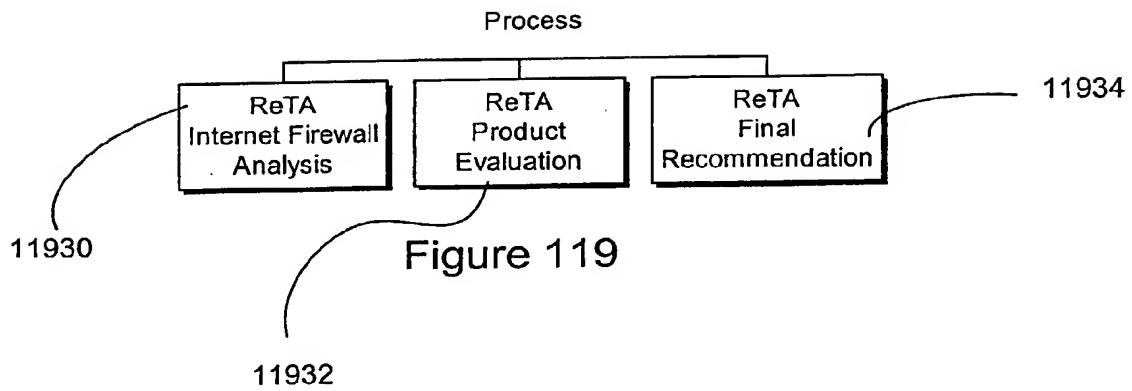 Process
ReTA
Internet Firewall
Analysis
ReTA
Product
Evaluation
ReTA
Final
Recommendation
11934
11930
Figure 119
11932